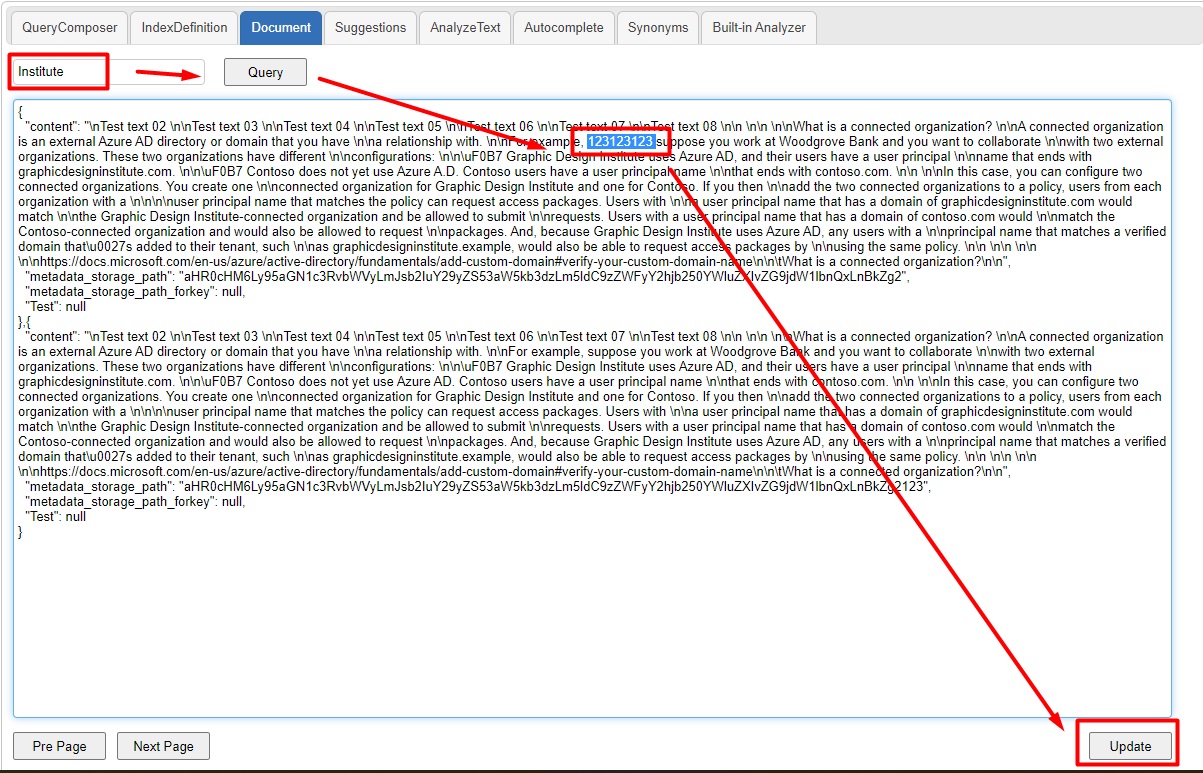 QueryComposer IndexDefinition Document Suggestions AnalyzeText Autocomplete Synonyms Built-in Analyzer
Institute Query
{
"content": "\nTest text 02 \n\nTest text 03 \n\nTest text 04 \n\nTest text 05 \n\nTest text 06 \n\nTest text 07 \n\nTest text 08 \n\n \n\n \n\nWhat is a connected organization? \n\nA connected organization
is an external Azure AD directory or domain that you have \n\na relationship with. \n\nFor example, 123123123 suppose you work at Woodgrove Bank and you want to collaborate \n\nwith two external
organizations. These two organizations have different \n\nconfigurations: \n\n\uF0B7 Graphic Design Institute uses Azure AD, and their users have a user principal \n\nname that ends with
graphicdesigninstitute.com. \n\n\uF0B7 Contoso does not yet use Azure A.D. Contoso users have a user principal name \n\nthat ends with contoso.com. \n\n \n\nIn this case, you can configure two
connected organizations. You create one \n\nconnected organization for Graphic Design Institute and one for Contoso. If you then \n\nadd the two connected organizations to a policy, users from each
organization with a \n\n\n\nuser principal name that matches the policy can request access packages. Users with \n\na user principal name that has a domain of graphicdesigninstitute.com would
match \n\nthe Graphic Design Institute-connected organization and be allowed to submit \n\nrequests. Users with a user principal name that has a domain of contoso.com would \n\nmatch the
Contoso-connected organization and would also be allowed to request \n\npackages. And, because Graphic Design Institute uses Azure AD, any users with a \n\nprincipal name that matches a verified
domain that\u0027s added to their tenant, such \n\nas graphicdesigninstitute.example, would also be able to request access packages by \n\nusing the same policy. \n\n \n\n \n\n
\n\nhttps://docs.microsoft.com/en-us/azure/active-directory/fundamentals/add-custom-domain#verify-your-custom-domain-name\n\n\tWhat is a connected organization?\n\n",
"metadata_storage_path": "aHR0cHM6Ly95aGN1c3RvbWVyLmJsb2IuY29yZS53aW5kb3dzLm5ldC9zZWFyY2hjb250YWluZXIvZG9jdW1lbnQxLnBkZg2",
"metadata_storage_path_forkey": null,
"Test": null
},{
"content": "\nTest text 02 \n\nTest text 03 \n\nTest text 04 \n\nTest text 05 \n\nTest text 06 \n\nTest text 07 \n\nTest text 08 \n\n \n\n \n\nWhat is a connected organization? \n\nA connected organization
is an external Azure AD directory or domain that you have \n\na relationship with. \n\nFor example, suppose you work at Woodgrove Bank and you want to collaborate \n\nwith two external
organizations. These two organizations have different \n\nconfigurations: \n\n\uF0B7 Graphic Design Institute uses Azure AD, and their users have a user principal \n\nname that ends with
graphicdesigninstitute.com. \n\n\uF0B7 Contoso does not yet use Azure AD. Contoso users have a user principal name \n\nthat ends with contoso.com. \n\n \n\nIn this case, you can configure two
connected organizations. You create one \n\nconnected organization for Graphic Design Institute and one for Contoso. If you then \n\nadd the two connected organizations to a policy, users from each
organization with a \n\n\n\nuser principal name that matches the policy can request access packages. Users with \n\na user principal name that has a domain of graphicdesigninstitute.com would
match \n\nthe Graphic Design Institute-connected organization and be allowed to submit \n\nrequests. Users with a user principal name that has a domain of contoso.com would \n\nmatch the
Contoso-connected organization and would also be allowed to request \n\npackages. And, because Graphic Design Institute uses Azure AD, any users with a \n\nprincipal name that matches a verified
domain that\u0027s added to their tenant, such \n\nas graphicdesigninstitute.example, would also be able to request access packages by \n\nusing the same policy. \n\n \n\n \n\n
\n\nhttps://docs.microsoft.com/en-us/azure/active-directory/fundamentals/add-custom-domain#verify-your-custom-domain-name\n\n\tWhat is a connected organization?\n\n",
"metadata_storage_path": "aHR0cHM6Ly95aGN1c3RvbWVyLmJsb2IuY29yZS53aW5kb3dzLm5ldC9zZWFyY2hjb250YWluZXIvZG9jdW1lbnQxLnBkZg2123",
"metadata_storage_path_forkey": null,
"Test": null
}
Pre Page Next Page Update